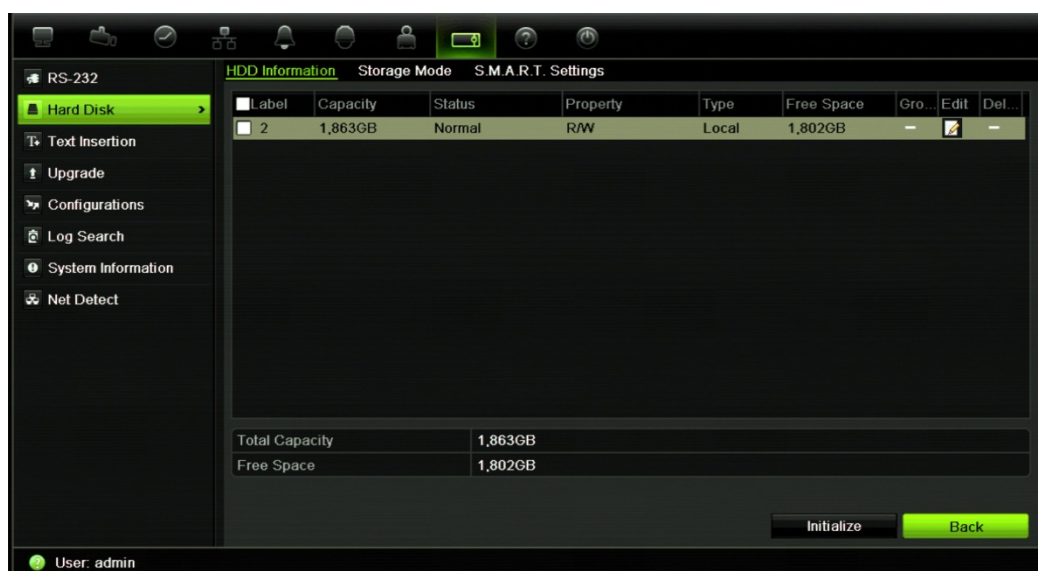 RS-232
Hard Disk
Text Insertion
Upgrade
Configurations
Log Search
System Information
Net Detect
HDD Information Storage Mode S.M.A.R.T. Settings
Label Capacity Status Property Type Free Space Gro... Edit Del...
2 1,863GB Normal R/W Local 1,802GB – –
Total Capacity 1,863GB
Free Space 1,802GB
Initialize Back
User: admin